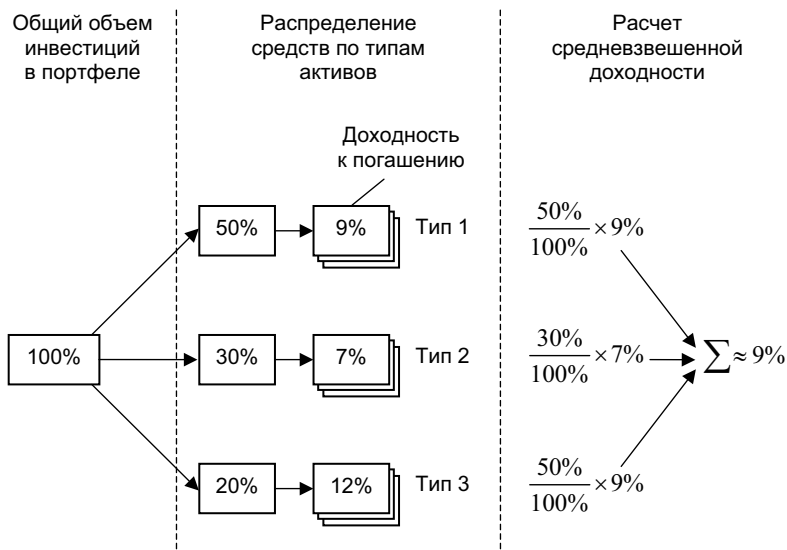 Общий объем
инвестиций
в портфеле
Распределение
средств по типам
активов
Расчет
средневзвешенной
доходности
Доходность
к погашению
50%
9%
Тип 1
50%
100%
×9%
100%
30%
7%
Тип 2
30%
100%
×7%
∑≈9%
20%
12%
Тип 3
50%
100%
×9%